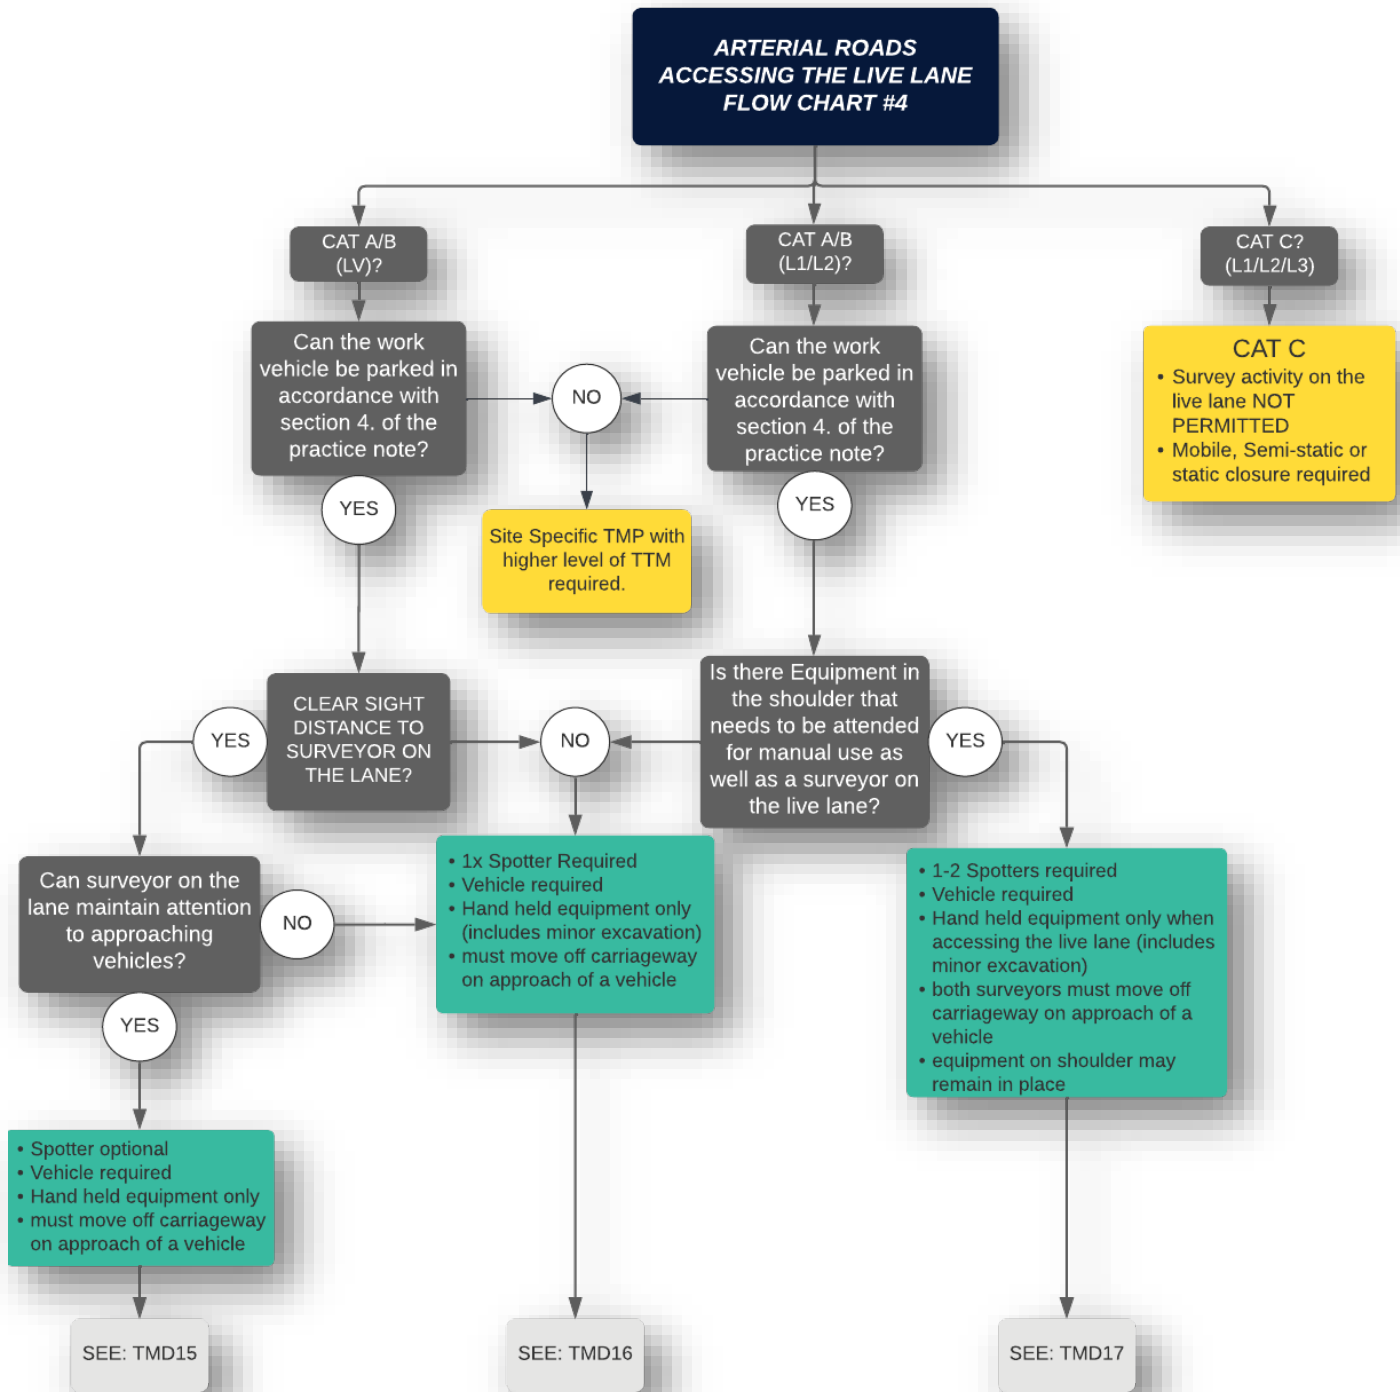 ARTERIAL ROADS
ACCESSING THE LIVE LANE
FLOW CHART #4
CAT A/B
(LV)?
CAT A/B
(L1/L2)?
CAT C?
(L1/L2/L3)
Can the work
vehicle be parked in
accordance with
section 4. of the
practice note?
NO
Can the work
vehicle be parked in
accordance with
section 4. of the
practice note?
CAT C
• Survey activity on the
live lane NOT
PERMITTED
• Mobile, Semi-static or
static closure required
YES
YES
Site Specific TMP with
higher level of TTM
required.
YES
CLEAR SIGHT
DISTANCE TO
SURVEYOR ON
THE LANE?
NO
Is there Equipment in
the shoulder that
needs to be attended
for manual use as
well as a surveyor on
the live lane?
YES
Can surveyor on the
lane maintain attention
to approaching
vehicles?
NO
• 1x Spotter Required
• Vehicle required
• Hand held equipment only
(includes minor excavation)
• must move off carriageway
on approach of a vehicle
• 1-2 Spotters required
• Vehicle required
• Hand held equipment only when
accessing the live lane (includes
minor excavation)
• both surveyors must move off
carriageway on approach of a
vehicle
• equipment on shoulder may
remain in place
YES
• Spotter optional
• Vehicle required
• Hand held equipment only
• must move off carriageway
on approach of a vehicle
SEE: TMD15
SEE: TMD16
SEE: TMD17